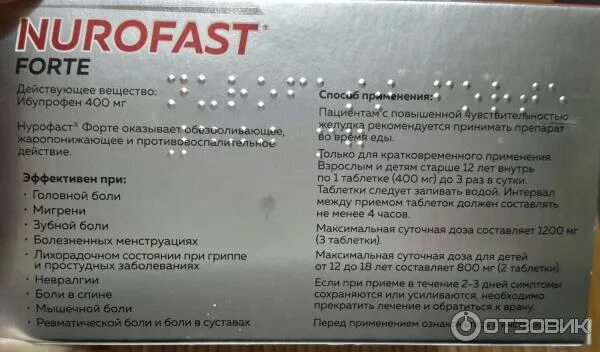 NUROFAST®
FORTE
Действующее вещество:
Ибупрофен 400 мг
Нурофаст® Форте оказывает обезболивающее,
жаропонижающее и противовоспалительное
действие.
Эффективен при:
• Головной боли
• Мигрени
• Зубной боли
• Болезненных менструациях
• Лихорадочном состоянии при гриппе
и простудных заболеваниях
• Невралгии
• Боли в спине
• Мышечной боли
• Ревматической боли и боли в суставах
Способ применения:
Пациентам с повышенной чувствительностью
желудка рекомендуется принимать препарат
во время еды.
Только для кратковременного применения.
Взрослым и детям старше 12 лет внутрь
по 1 таблетке (400 мг) до 3 раз в сутки.
Таблетки следует запивать водой. Интервал
между приемом таблеток должен составлять
не менее 4 часов.
Максимальная суточная доза составляет 1200 мг
(3 таблетки).
Максимальная суточная доза для детей
от 12 до 18 лет составляет 800 мг (2 таблетки).
Если при приеме в течение 2-3 дней симптомы
сохраняются или усиливаются, необходимо
прекратить лечение и обратиться к врачу.
Перед применением
ОТЗОВИК